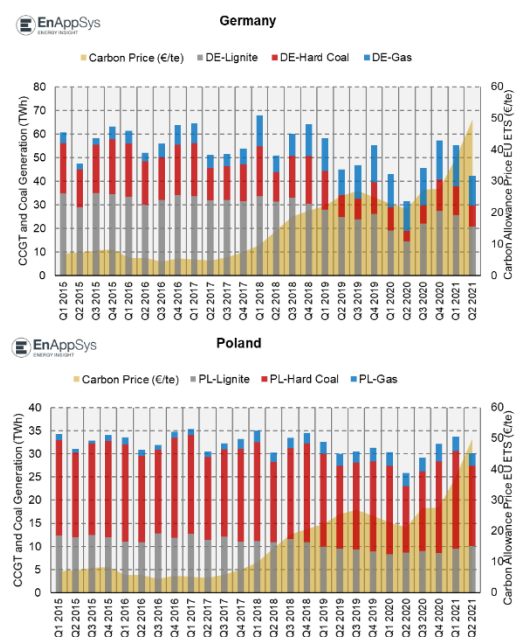 EnAppSys
ENERGY INSIGHT
Germany
Carbon Price (€/te) DE-Lignite DE-Hard Coal DE-Gas
CCGT and Coal Generation (TWh)
80
70
60
50
40
30
20
10
0
60
50
40
30
20
10
0
Carbon Allowance Price EU ETS (€/te)
Q1 2015
Q2 2015
Q3 2015
Q4 2015
Q1 2016
Q2 2016
Q3 2016
Q4 2016
Q1 2017
Q2 2017
Q3 2017
Q4 2017
Q1 2018
Q2 2018
Q3 2018
Q4 2018
Q1 2019
Q2 2019
Q3 2019
Q4 2019
Q1 2020
Q2 2020
Q3 2020
Q4 2020
Q1 2021
Q2 2021
EnAppSys
ENERGY INSIGHT
Poland
Carbon Price (€/te) PL-Lignite PL-Hard Coal PL-Gas
CCGT and Coal Generation (TWh)
40
35
30
25
20
15
10
5
0
60
50
40
30
20
10
0
Carbon Allowance Price EU ETS (€/te)
Q1 2015
Q2 2015
Q3 2015
Q4 2015
Q1 2016
Q2 2016
Q3 2016
Q4 2016
Q1 2017
Q2 2017
Q3 2017
Q4 2017
Q1 2018
Q2 2018
Q3 2018
Q4 2018
Q1 2019
Q2 2019
Q3 2019
Q4 2019
Q1 2020
Q2 2020
Q3 2020
Q4 2020
Q1 2021
Q2 2021